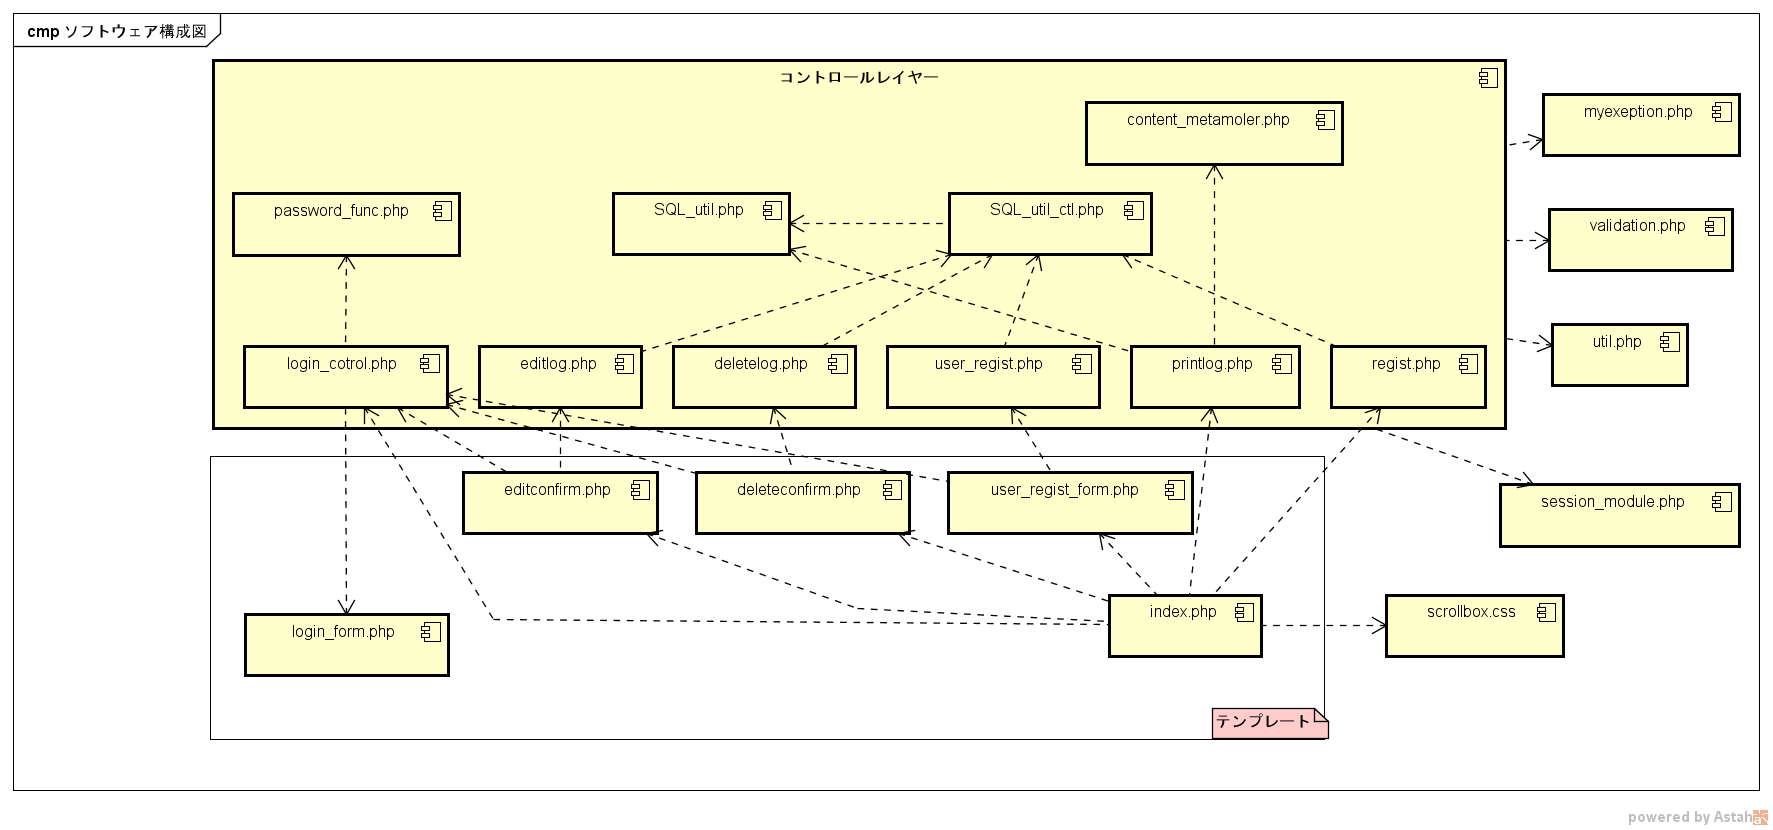 cmp ソフトウェア構成図
コントロールレイヤー
content_metamoler.php
myexeption.php
password_func.php
SQL_util.php
SQL_util_ctl.php
validation.php
login_cotrol.php
editlog.php
deletelog.php
user_regist.php
printlog.php
regist.php
util.php
editconfirm.php
deleteconfirm.php
user_regist_form.php
session_module.php
login_form.php
index.php
scrollbox.css
テンプレート
powered by Astah